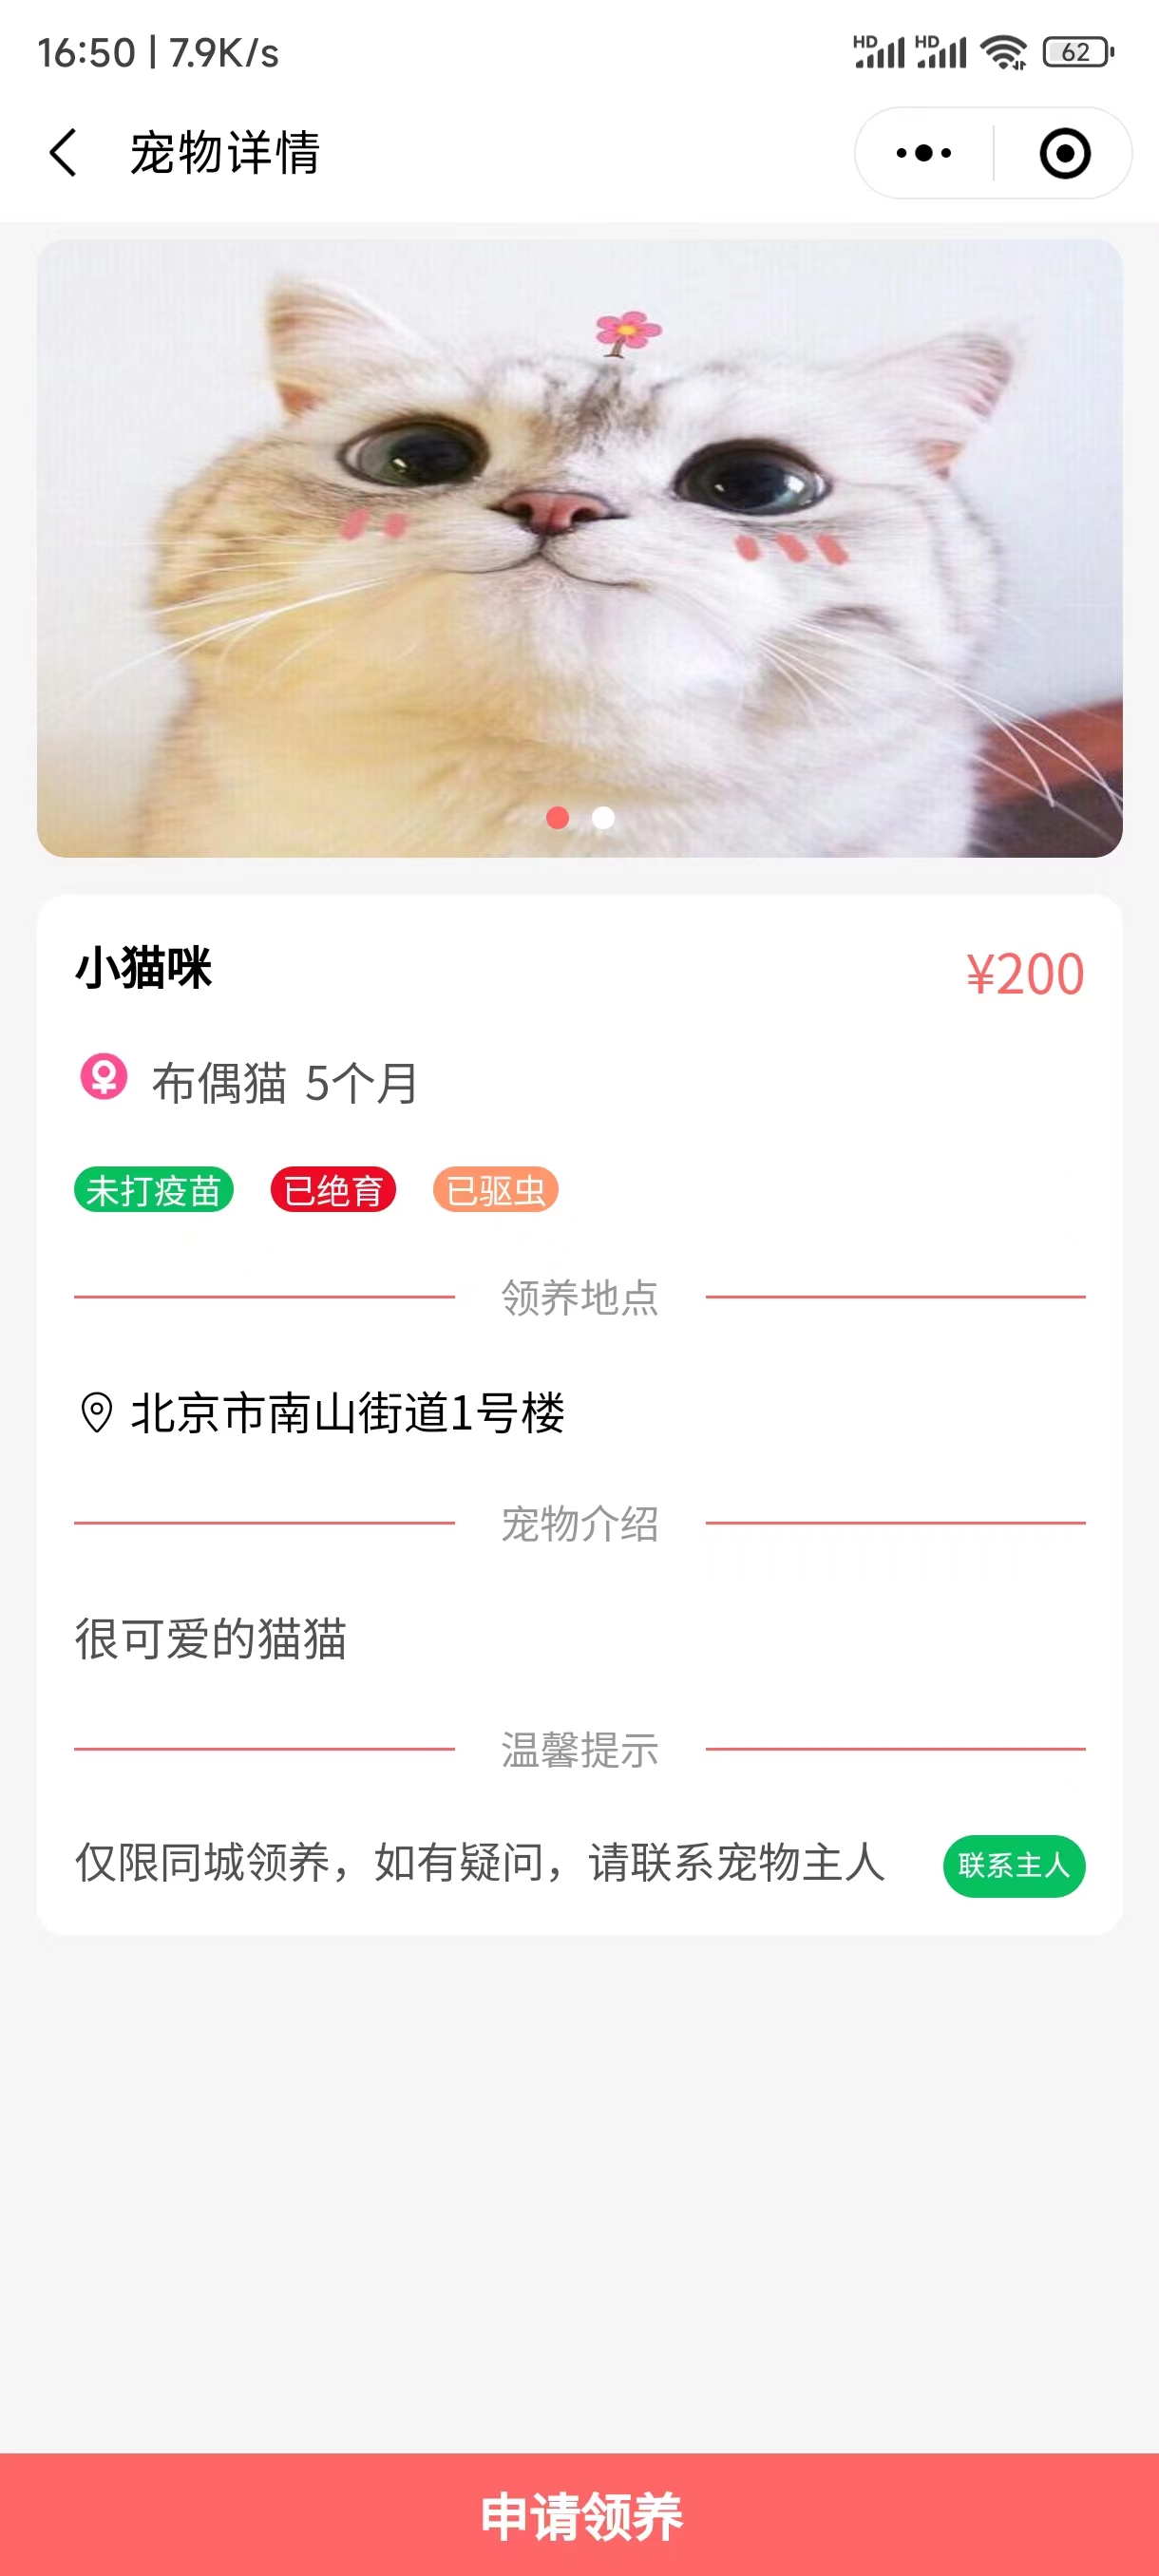 16:50 | 7.9K/s
HD HD 62
宠物详情
小猫咪
¥200
布偶猫 5个月
未打疫苗 已绝育 已驱虫
领养地点
北京市南山街道1号楼
宠物介绍
很可爱的猫猫
温馨提示
仅限同城领养，如有疑问，请联系宠物主人
联系主人
申请领养